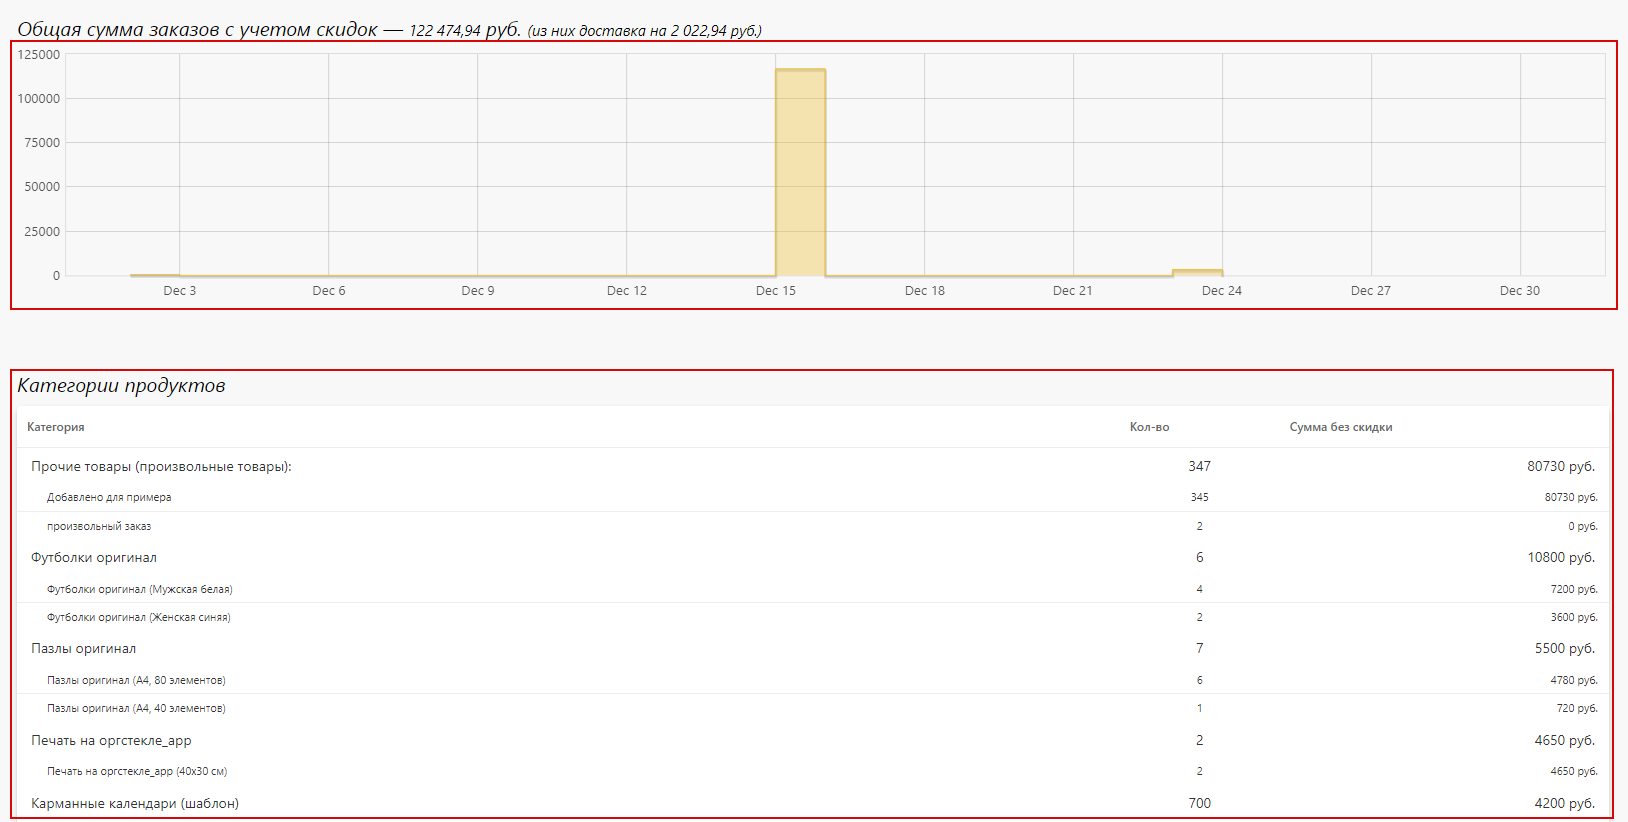 Общая сумма заказов с учетом скидок — 122 474,94 руб. (из них доставка на 2 022,94 руб.)
125000
100000
75000
50000
25000
0
Dec 3 Dec 6 Dec 9 Dec 12 Dec 15 Dec 18 Dec 21 Dec 24 Dec 27 Dec 30
Категории продуктов
Категория Кол-во Сумма без скидки
Прочие товары (произвольные товары): 347 80730 руб.
Добавлено для примера 345 80730 руб.
произвольный заказ 2 0 руб.
Футболки оригинал 6 10800 руб.
Футболки оригинал (Мужская белая) 4 7200 руб.
Футболки оригинал (Женская синяя) 2 3600 руб.
Пазлы оригинал 7 5500 руб.
Пазлы оригинал (А4, 80 элементов) 6 4780 руб.
Пазлы оригинал (А4, 40 элементов) 1 720 руб.
Печать на оргстекле_app 2 4650 руб.
Печать на оргстекле_app (40х30 см) 2 4650 руб.
Карманные календари (шаблон) 700 4200 руб.